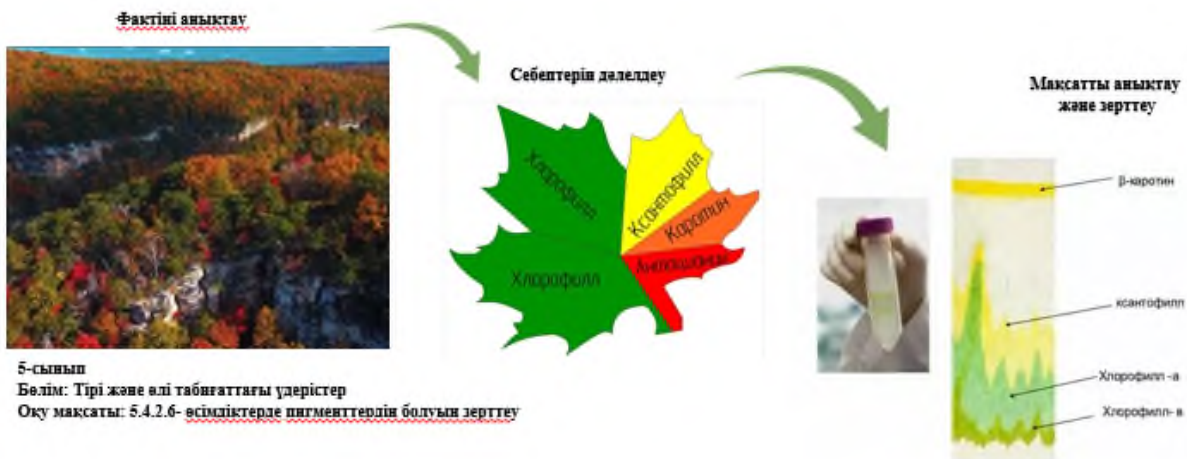 Фактіні анықтау
Себептерін дәлелдеу
Мақсатты анықтау
және зерттеу
Хлорофилл
Ксантофилл
Каротин
Антоцианы
Хлорофилл
β-каротин
ксантофилл
Хлорофилл -а
Хлорофилл- в
5-сынып
Бөлім: Тірі және өлі табиғаттағы үдерістер
Оқу мақсаты: 5.4.2.6- өсімдіктерде пигменттердің болуын зерттеу